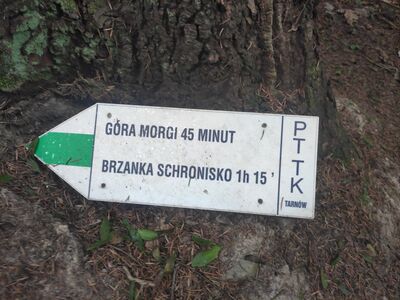 GÓRA MORGI 45 MINUT
BRZANKA SCHRONISKO 1h 15'
PTTK
TARNÓW